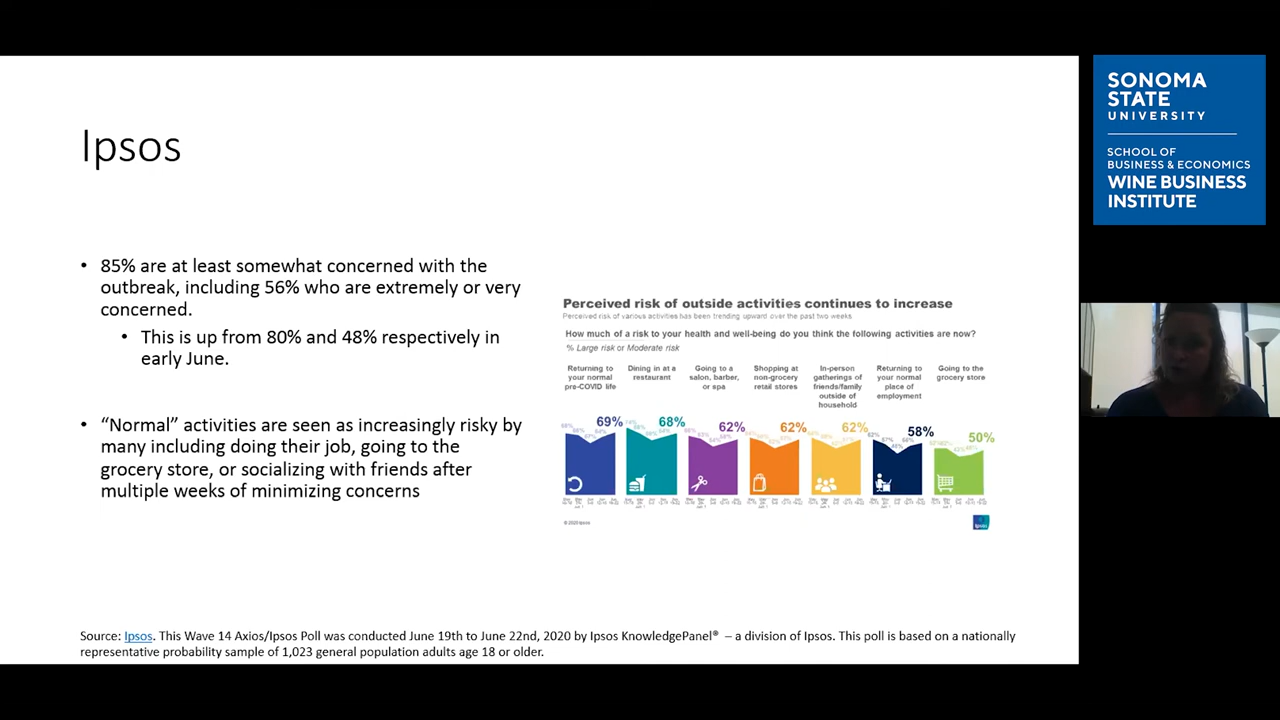 Ipsos
• 85% are at least somewhat concerned with the
outbreak, including 56% who are extremely or very
concerned.
• This is up from 80% and 48% respectively in
early June.
• “Normal” activities are seen as increasingly risky by
many including doing their job, going to the
grocery store, or socializing with friends after
multiple weeks of minimizing concerns
Perceived risk of outside activities continues to increase
Perceived risk of various activities has been trending upward over the past two weeks.
How much of a risk to your health and well-being do you think the following activities are now?
% Large risk or Moderate risk
Returning to
your normal
pre-COVID life
Dining in at a
restaurant
Going to a
salon, barber,
or spa
Shopping at
non-grocery
retail stores
In-person
gatherings of
friends/family
outside of
household
Returning to
your normal
place of
employment
Going to the
grocery store
69%
68%
62%
62%
62%
58%
50%
© 2020 Ipsos
Ipsos
Source: Ipsos. This Wave 14 Axios/Ipsos Poll was conducted June 19th to June 22nd, 2020 by Ipsos KnowledgePanel® – a division of Ipsos. This poll is based on a nationally
representative probability sample of 1,023 general population adults age 18 or older.
SONOMA
STATE
UNIVERSITY
SCHOOL OF
BUSINESS & ECONOMICS
WINE BUSINESS
INSTITUTE